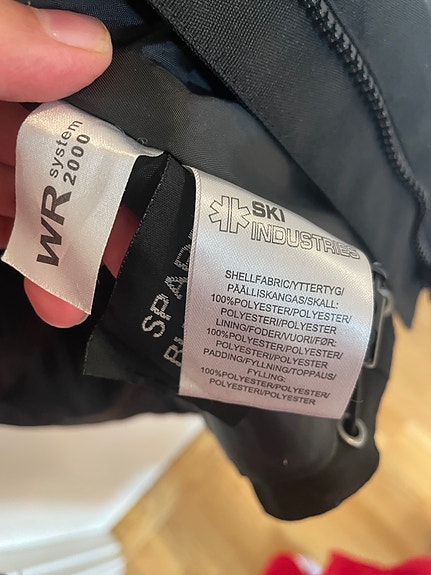 WR system
2000
SKI
INDUSTRIES
SHELLFABRIC/YTTERTYG/
PÄÄLLISKANGAS/SKALL:
100%POLYESTER/POLYESTER/
POLYESTERI/POLYESTER
LINING/FODER/VUORI/FØR:
100%POLYESTER/POLYESTER/
POLYESTERI/POLYESTER
PADDING/FYLLNING/TOPPAUS/
FYLLING:
100%POLYESTER/POLYESTER/
POLYESTERI/POLYESTER